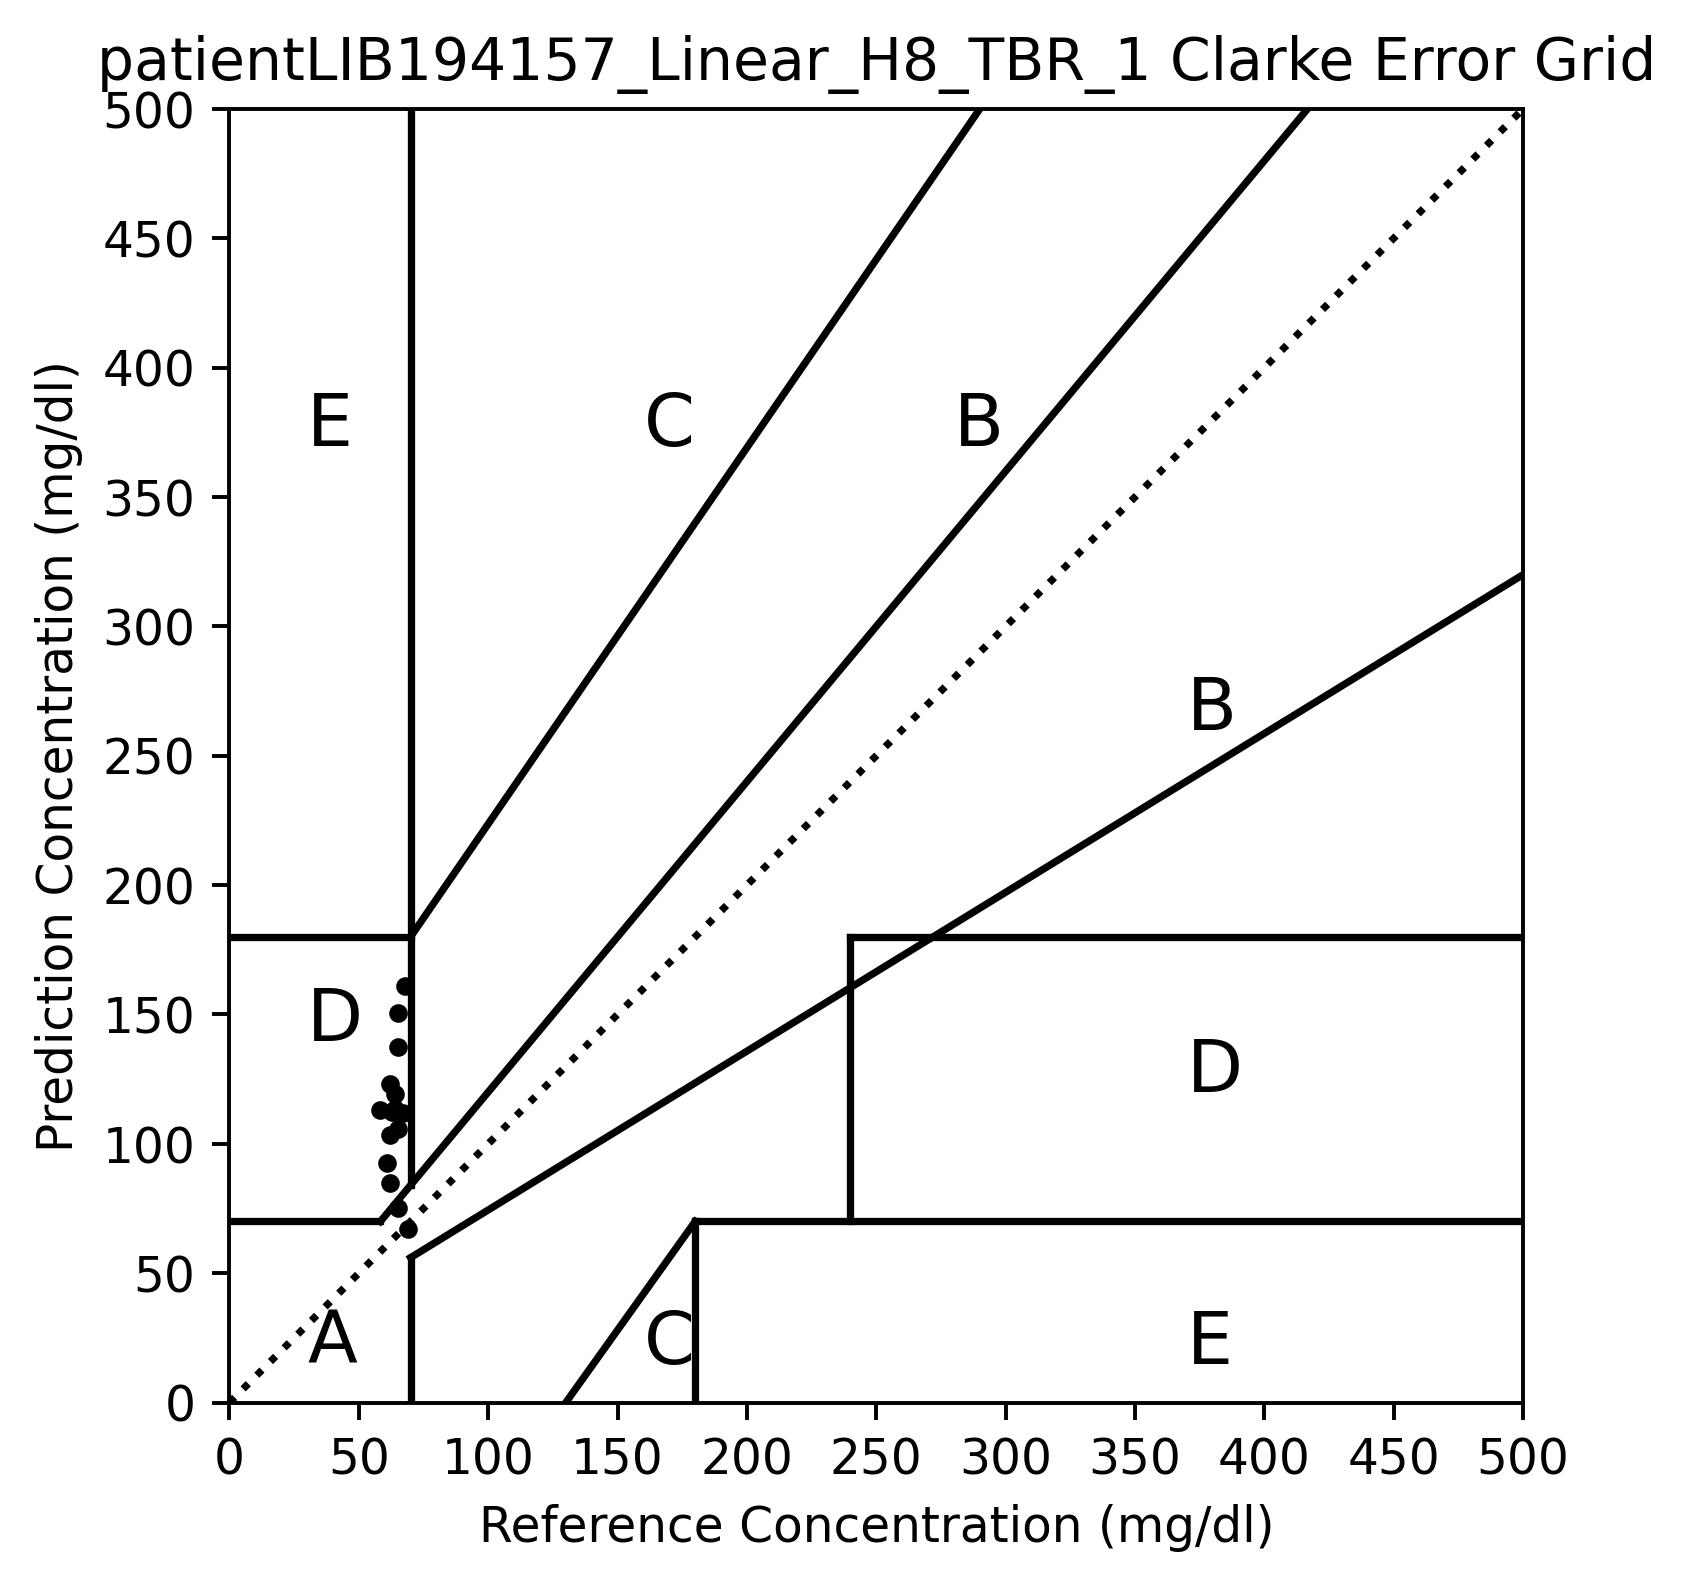 patientLIB194157_Linear_H8_TBR_1 Clarke Error Grid
500
450
400
350
300
250
200
150
100
50
0
Prediction Concentration (mg/dl)
E
C
B
B
D
D
A
C
E
0 50 100 150 200 250 300 350 400 450 500
Reference Concentration (mg/dl)